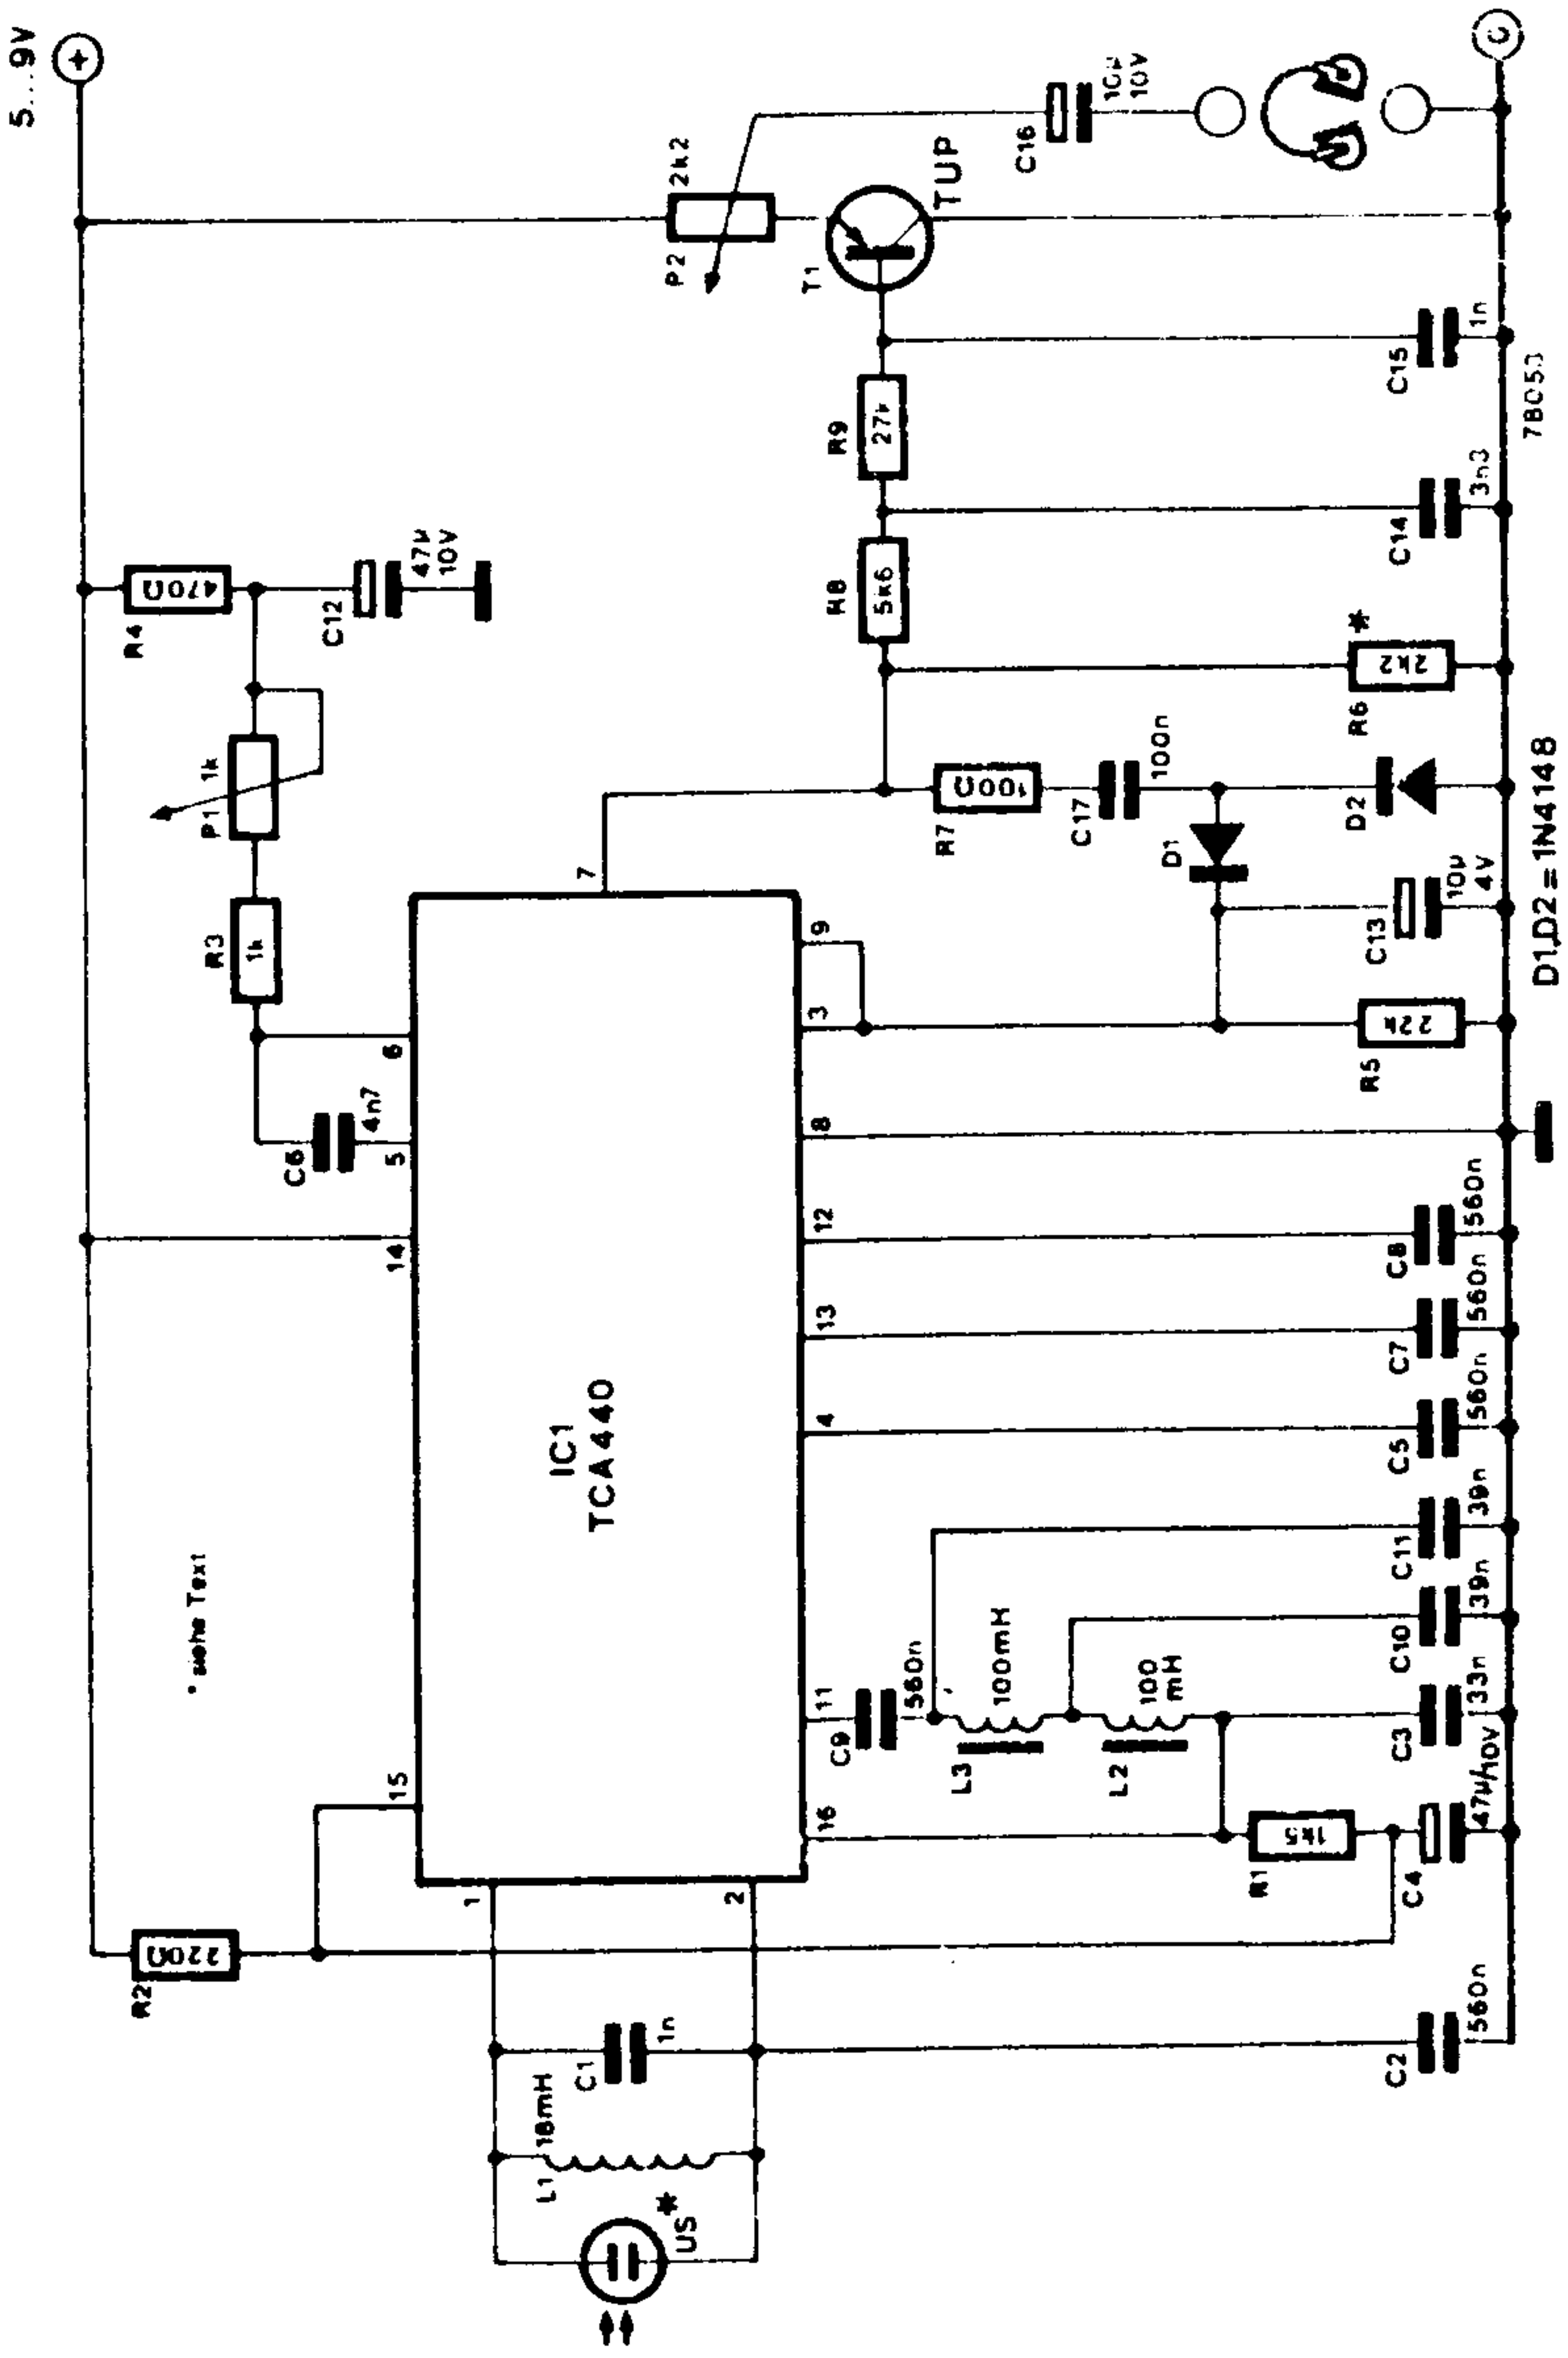 5...9V
+
R4
470Ω
C12
47µ
10V
P1
1k
R3
1k
C6
4n7
6
5
14
15
* siehe Text
R2
220Ω
IC1
TCA440
7
9
3
8
12
13
4
11
16
1
2
P2
2k2
T1
TUP
C16
10µ
10V
R9
27k
R8
5k6
C15
1n
C14
3n3
R6
*
2k2
R7
100Ω
C17
100n
D1
D2
C13
10µ
4V
R5
22k
C8
560n
C7
560n
C5
560n
C11
39n
C10
39n
C3
33n
C9
560n
L3
100mH
L2
100
mH
R1
1k5
C4
47µ/10V
C2
560n
C1
1n
L1
18mH
US
*
D1,D2=1N4148